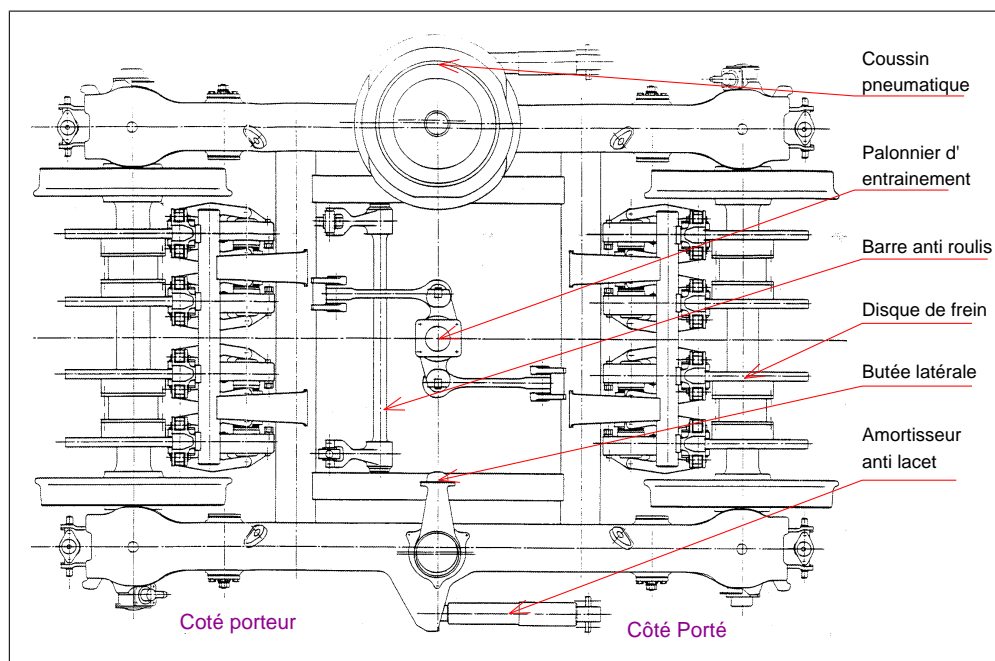 Coussin
pneumatique
Palonnier d'
entrainement
Barre anti roulis
Disque de frein
Butée latérale
Amortisseur
anti lacet
Coté porteur
Côté Porté